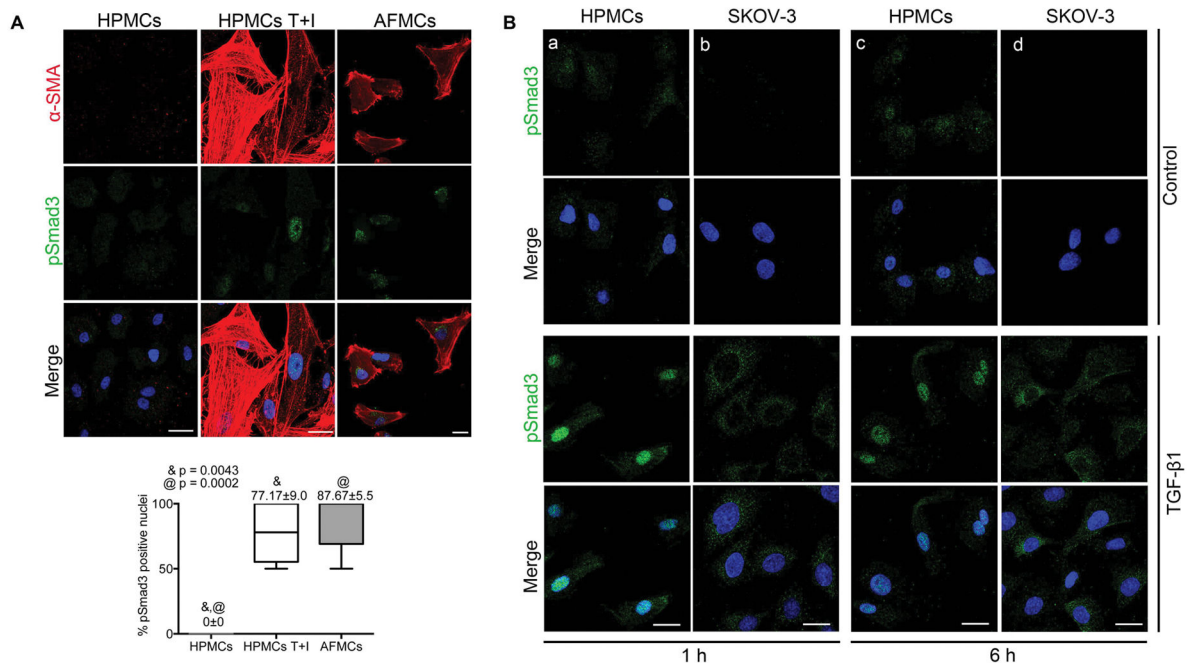 A
HPMCs
HPMCs T+I
AFMCs
α-SMA
pSmad3
Merge
& p = 0.0043
@ p = 0.0002
&
77.17±9.0
@
87.67±5.5
&,@
0±0
100
50
0
% pSmad3 positive nuclei
HPMCs
HPMCs T+I
AFMCs
B
HPMCs
SKOV-3
HPMCs
SKOV-3
a
b
c
d
pSmad3
Merge
Control
pSmad3
Merge
TGF-β1
1 h
6 h